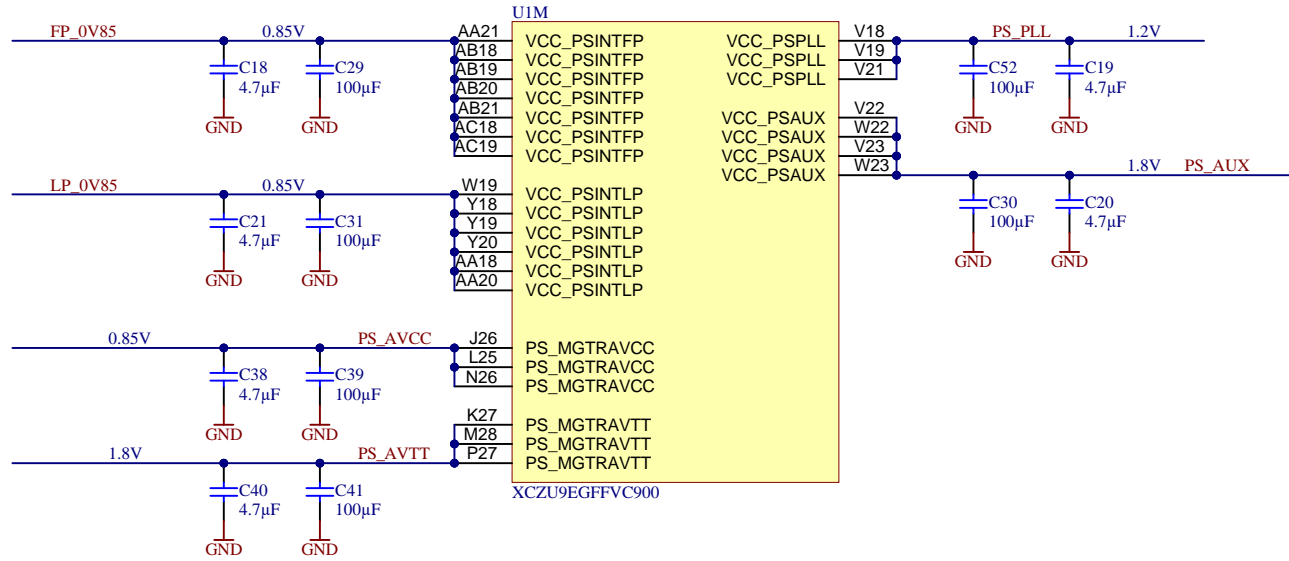 U1M
FP_0V85 0.85V AA21 VCC_PSINTFP VCC_PSPLL V18 PS_PLL 1.2V
AB18 VCC_PSINTFP VCC_PSPLL V19
C18 C29 AB19 VCC_PSINTFP VCC_PSPLL V21 C52 C19
4.7µF 100µF AB20 VCC_PSINTFP 100µF 4.7µF
AB21 VCC_PSINTFP VCC_PSAUX V22
GND GND AC18 VCC_PSINTFP VCC_PSAUX W22 GND GND
AC19 VCC_PSINTFP VCC_PSAUX V23
VCC_PSAUX W23 1.8V PS_AUX
LP_0V85 0.85V W19 VCC_PSINTLP
Y18 VCC_PSINTLP C30 C20
C21 C31 Y19 VCC_PSINTLP 100µF 4.7µF
4.7µF 100µF Y20 VCC_PSINTLP
AA18 VCC_PSINTLP GND GND
GND GND AA20 VCC_PSINTLP
0.85V PS_AVCC J26 PS_MGTRAVCC
L25 PS_MGTRAVCC
C38 C39 N26 PS_MGTRAVCC
4.7µF 100µF
GND GND K27 PS_MGTRAVTT
M28 PS_MGTRAVTT
1.8V PS_AVTT P27 PS_MGTRAVTT
C40 C41 XCZU9EGFFVC900
4.7µF 100µF
GND GND